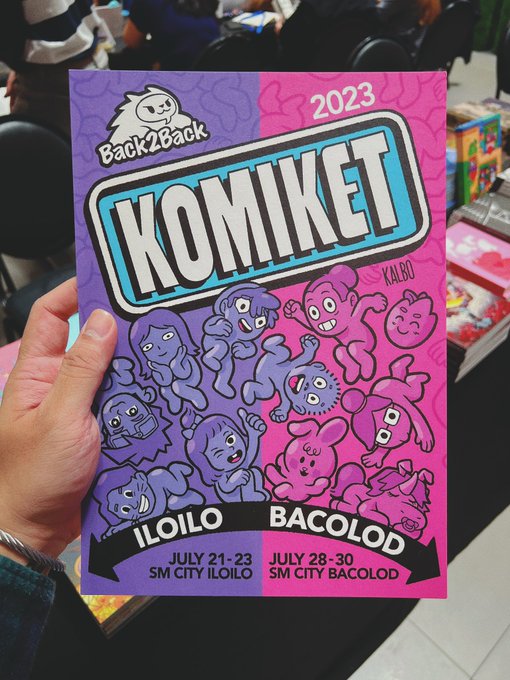 2023
Back2Back
KOMIKET
KALBO
ILOILO
BACOLOD
JULY 21-23
SM CITY ILOILO
JULY 28-30
SM CITY BACOLOD